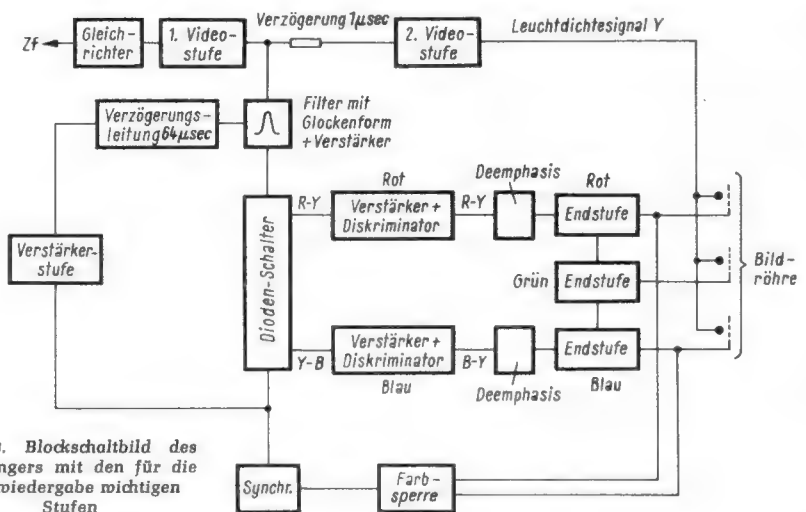 Verzögerung 1μsec
Zf
Gleich-
richter
1. Video-
stufe
2. Video-
stufe
Leuchtdichtesignal Y
Verzögerungs-
leitung 64μsec
Filter mit
Glockenform
+Verstärker
Verstärker-
stufe
Dioden-Schalter
R-Y
Rot
Verstärker +
Diskriminator
R-Y
Deemphasis
Rot
Endstufe
Grün
Endstufe
Bild-
röhre
Y-B
Verstärker +
Diskriminator
Blau
B-Y
Deemphasis
Endstufe
Blau
Blockschaltbild des
ngers mit den für die
wiedergabe wichtigen
Stufen
Synchr.
Farb-
sperre